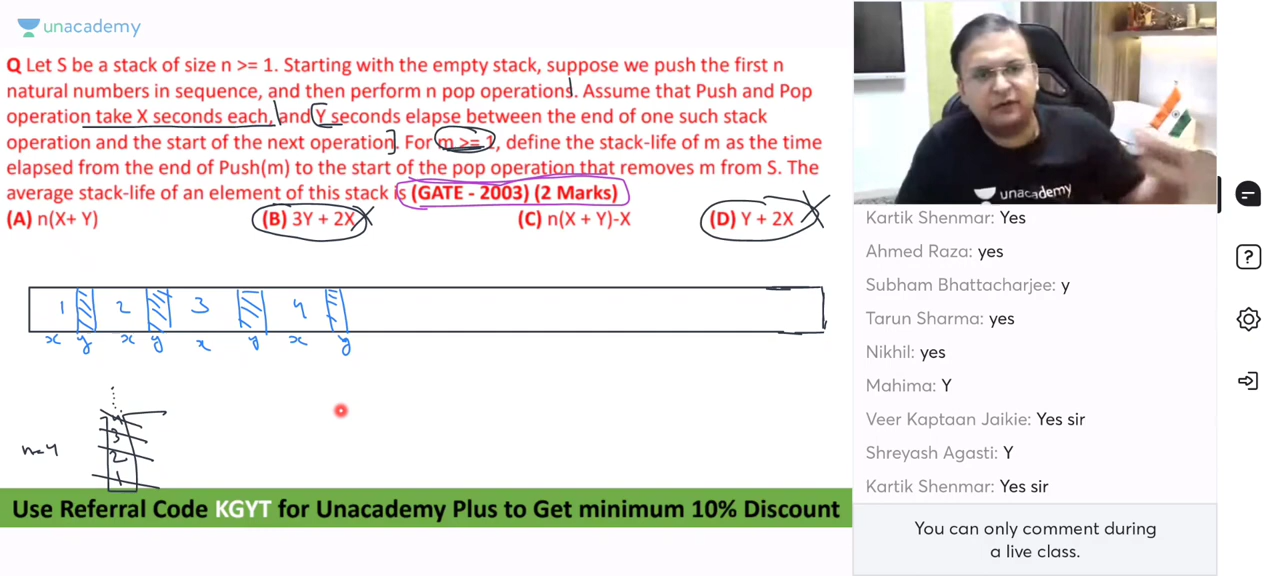 unacademy
Q Let S be a stack of size n >= 1. Starting with the empty stack, suppose we push the first n
natural numbers in sequence, and then perform n pop operations. Assume that Push and Pop
operation take X seconds each, and Y seconds elapse between the end of one such stack
operation and the start of the next operation. For m >= 1, define the stack-life of m as the time
elapsed from the end of Push(m) to the start of the pop operation that removes m from S. The
average stack-life of an element of this stack is (GATE - 2003) (2 Marks)
(A) n(X+ Y) (B) 3Y + 2X (C) n(X + Y)-X (D) Y + 2X
1 2 3 4
x y x y x y x y
4
3
n=4 2
1
Use Referral Code KGYT for Unacademy Plus to Get minimum 10% Discount
unacademy
Kartik Shenmar: Yes
Ahmed Raza: yes
Subham Bhattacharjee: y
Tarun Sharma: yes
Nikhil: yes
Mahima: Y
Veer Kaptaan Jaikie: Yes sir
Shreyash Agasti: Y
Kartik Shenmar: Yes sir
You can only comment during
a live class.
?